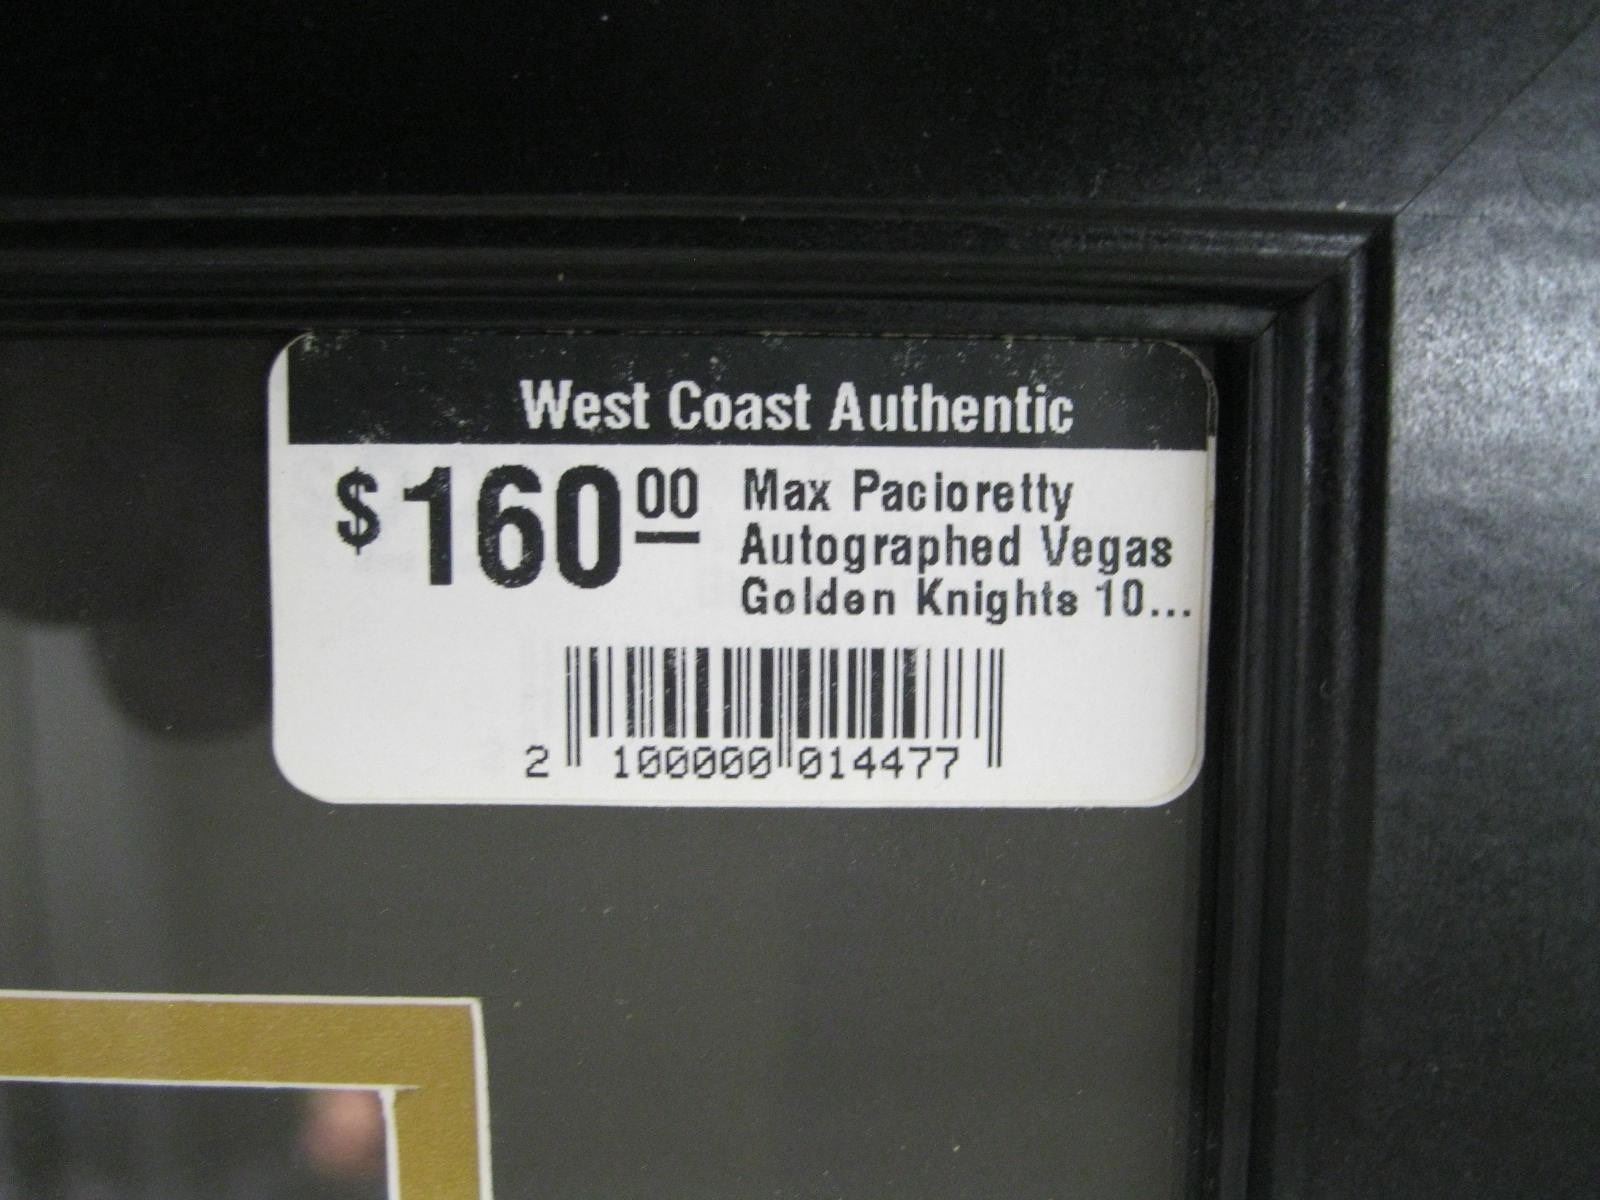 West Coast Authentic
$160.00
Max Pacioretty
Autographed Vegas
Golden Knights 10...
2 100000 014477